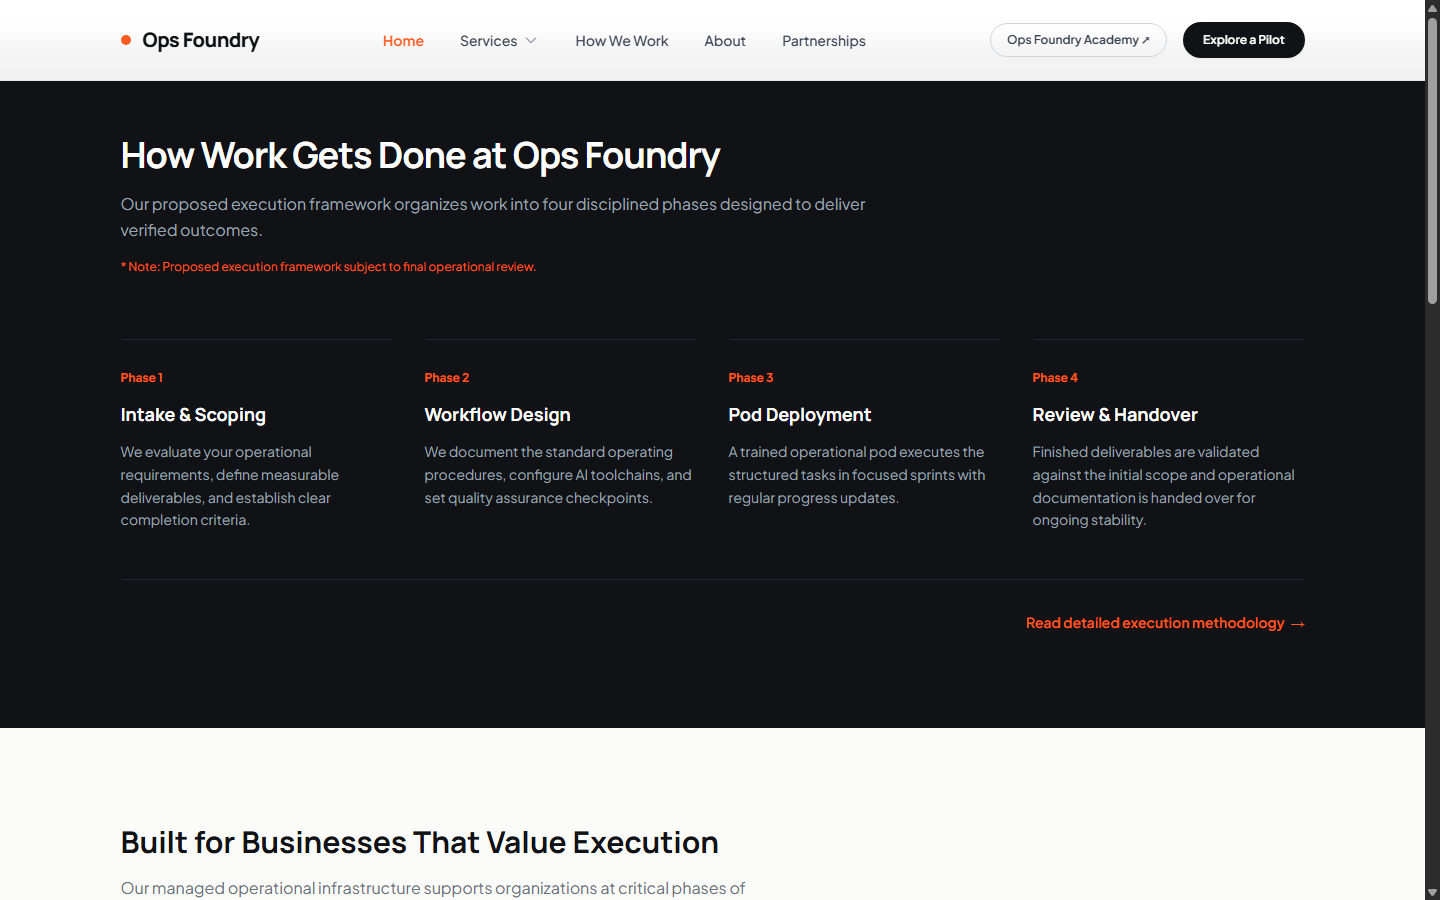 Ops Foundry
Home
Services
How We Work
About
Partnerships
Ops Foundry Academy ↗
Explore a Pilot
How Work Gets Done at Ops Foundry
Our proposed execution framework organizes work into four disciplined phases designed to deliver
verified outcomes.
* Note: Proposed execution framework subject to final operational review.
Phase 1
Intake & Scoping
We evaluate your operational
requirements, define measurable
deliverables, and establish clear
completion criteria.
Phase 2
Workflow Design
We document the standard operating
procedures, configure AI toolchains, and
set quality assurance checkpoints.
Phase 3
Pod Deployment
A trained operational pod executes the
structured tasks in focused sprints with
regular progress updates.
Phase 4
Review & Handover
Finished deliverables are validated
against the initial scope and operational
documentation is handed over for
ongoing stability.
Read detailed execution methodology →
Built for Businesses That Value Execution
Our managed operational infrastructure supports organizations at critical phases of